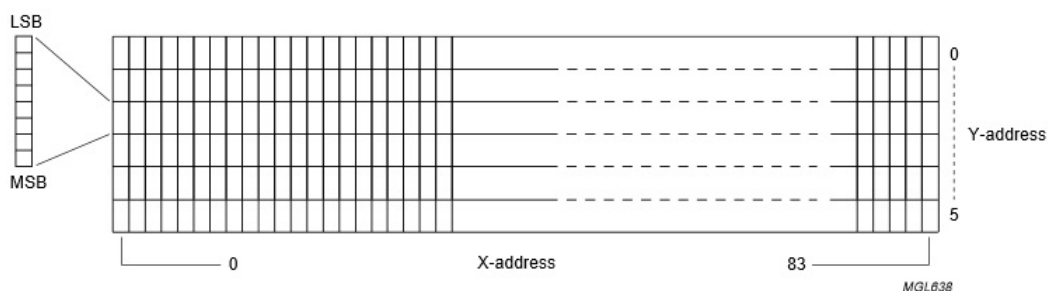 LSB
MSB
0
Y-address
5
0 X-address 83
MGL638